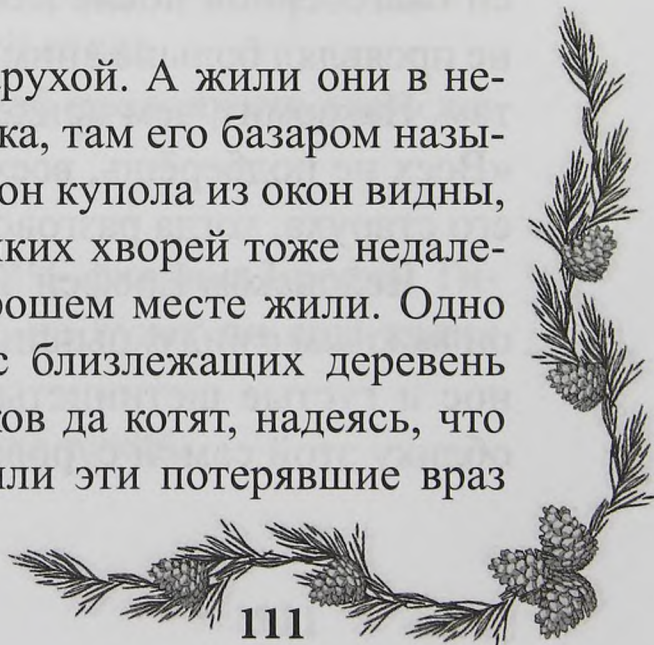 рухой. А жили они в не-
ка, там его базаром назы-
он купола из окон видны,
ких хворей тоже недале-
рошем месте жили. Одно
с близлежащих деревень
ков да котят, надеясь, что
или эти потерявшие враз
111